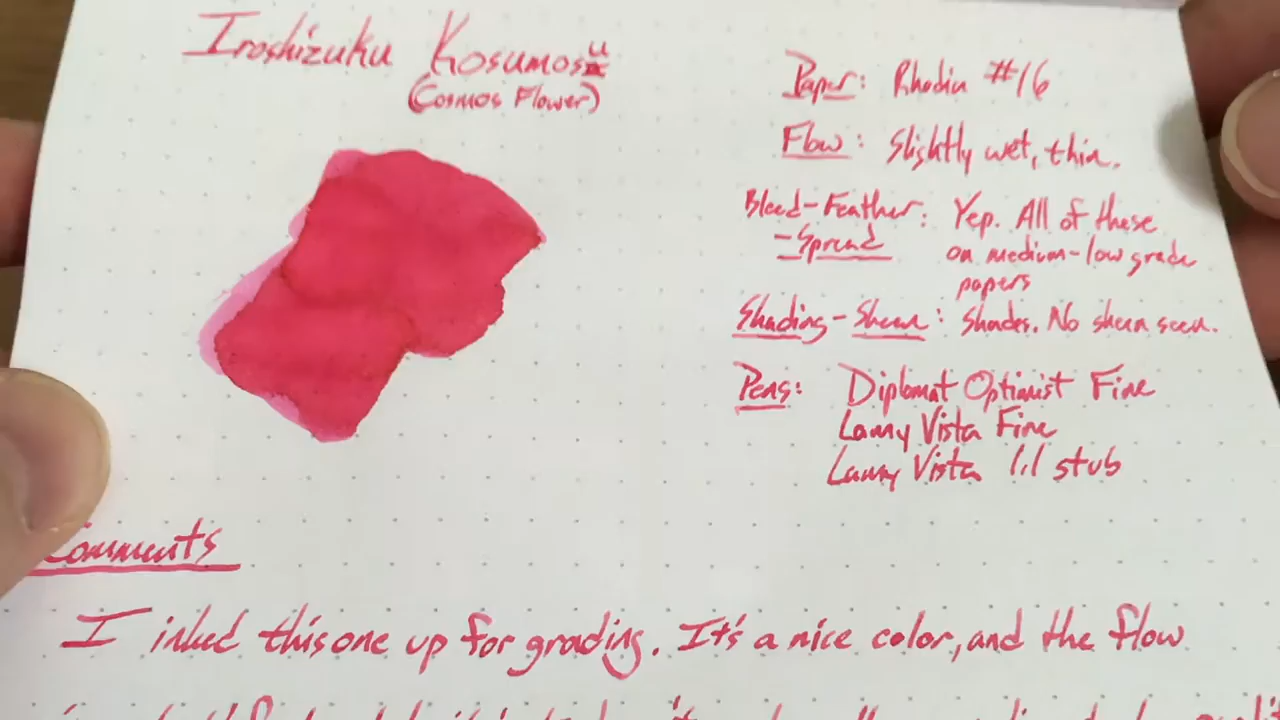 Iroshizuku Kosumosu
(Cosmos Flower)
Paper: Rhodia #16
Flow: Slightly wet, thin.
Bleed-Feather-Spread: Yep. All of these
on medium-low grade
papers
Shading-Sheen: Shades. No sheen seen.
Pens: Diplomat Optimist Fine
Lamy Vista Fine
Lamy Vista 1.1 stub
Comments
I inked this one up for grading. It's a nice color, and the flow